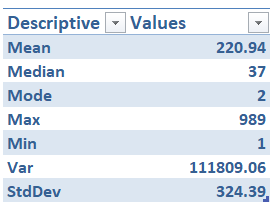 Descriptive Values
Mean 220.94
Median 37
Mode 2
Max 989
Min 1
Var 111809.06
StdDev 324.39